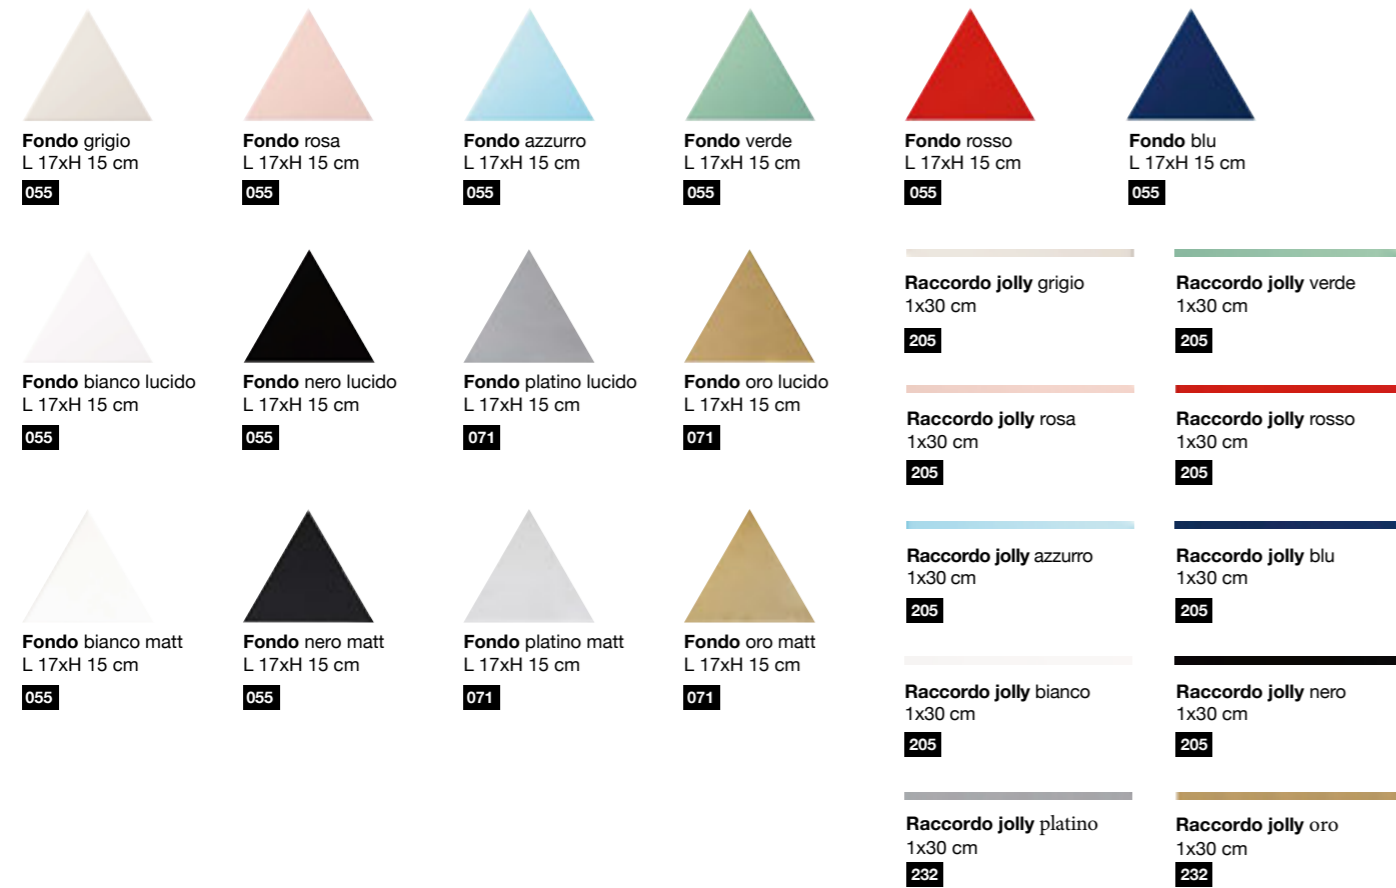 Fondo grigio
L 17xH 15 cm
055
Fondo rosa
L 17xH 15 cm
055
Fondo azzurro
L 17xH 15 cm
055
Fondo verde
L 17xH 15 cm
055
Fondo rosso
L 17xH 15 cm
055
Fondo blu
L 17xH 15 cm
055
Fondo bianco lucido
L 17xH 15 cm
055
Fondo nero lucido
L 17xH 15 cm
055
Fondo platino lucido
L 17xH 15 cm
071
Fondo oro lucido
L 17xH 15 cm
071
Fondo bianco matt
L 17xH 15 cm
055
Fondo nero matt
L 17xH 15 cm
055
Fondo platino matt
L 17xH 15 cm
071
Fondo oro matt
L 17xH 15 cm
071
Raccordo jolly grigio
1x30 cm
205
Raccordo jolly verde
1x30 cm
205
Raccordo jolly rosa
1x30 cm
205
Raccordo jolly rosso
1x30 cm
205
Raccordo jolly azzurro
1x30 cm
205
Raccordo jolly blu
1x30 cm
205
Raccordo jolly bianco
1x30 cm
205
Raccordo jolly nero
1x30 cm
205
Raccordo jolly platino
1x30 cm
232
Raccordo jolly oro
1x30 cm
232